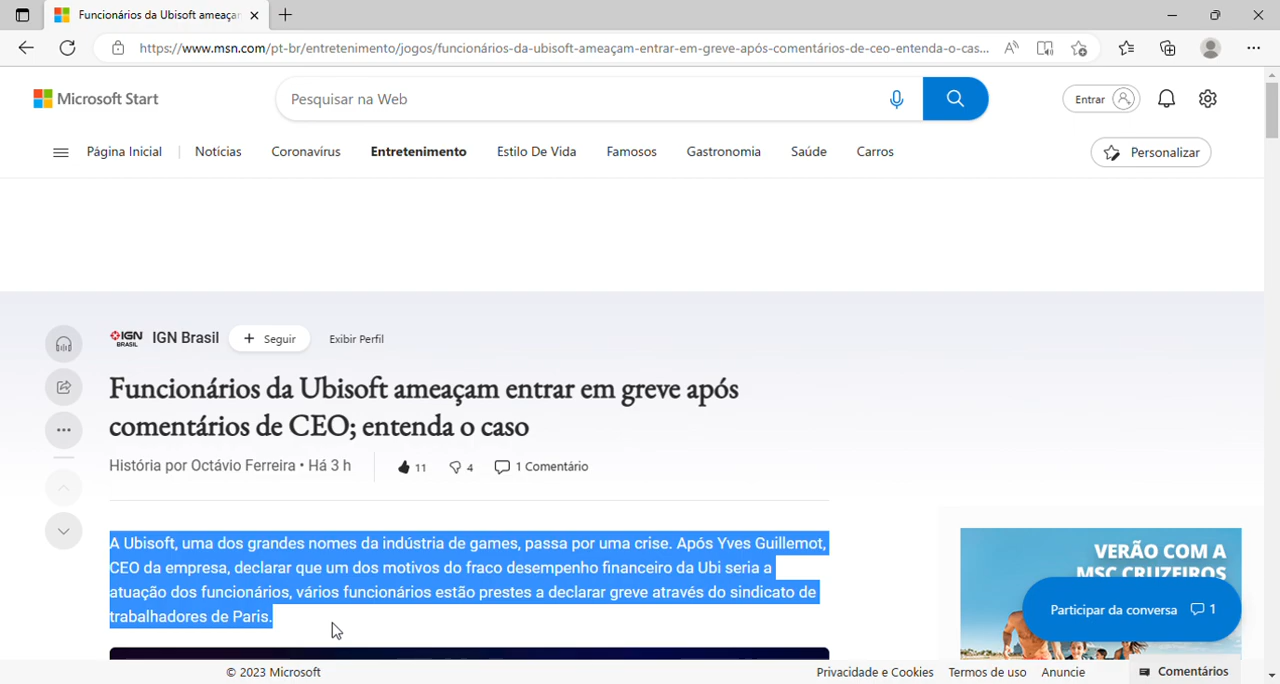 Funcionários da Ubisoft ameaçar
https://www.msn.com/pt-br/entretenimento/jogos/funcionários-da-ubisoft-ameaçam-entrar-em-greve-após-comentários-de-ceo-entenda-o-cas...
Microsoft Start
Pesquisar na Web
Entrar
Página Inicial
Notícias
Coronavírus
Entretenimento
Estilo De Vida
Famosos
Gastronomia
Saúde
Carros
Personalizar
IGN BRASIL
IGN Brasil
+ Seguir
Exibir Perfil
Funcionários da Ubisoft ameaçam entrar em greve após
comentários de CEO; entenda o caso
História por Octávio Ferreira • Há 3 h
11
4
1 Comentário
A Ubisoft, uma dos grandes nomes da indústria de games, passa por uma crise. Após Yves Guillemot,
CEO da empresa, declarar que um dos motivos do fraco desempenho financeiro da Ubi seria a
atuação dos funcionários, vários funcionários estão prestes a declarar greve através do sindicato de
trabalhadores de Paris.
VERÃO COM A
MSC CRUZEIROS
Participar da conversa 1
© 2023 Microsoft
Privacidade e Cookies
Termos de uso
Anuncie
Comentários